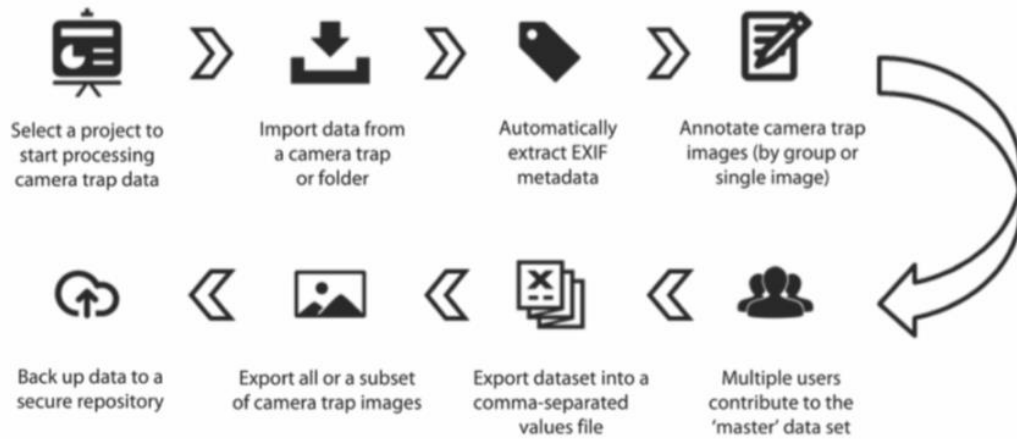 Select a project to
start processing
camera trap data
Import data from
a camera trap
or folder
Automatically
extract EXIF
metadata
Annotate camera trap
images (by group or
single image)
Multiple users
contribute to the
'master' data set
Export dataset into a
comma-separated
values file
Export all or a subset
of camera trap images
Back up data to a
secure repository